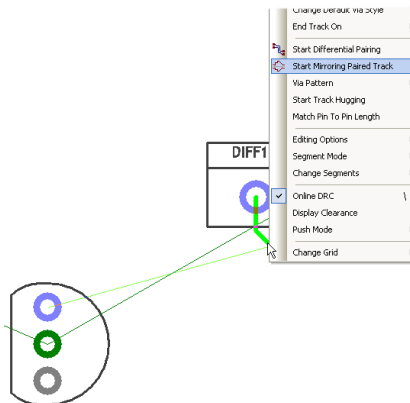 Change Default Via Style
End Track On
Start Differential Pairing
Start Mirroring Paired Track
Via Pattern
Start Track Hugging
Match Pin To Pin Length
Editing Options
Segment Mode
Change Segments
DIFF1
Online DRC \
Display Clearance
Push Mode
Change Grid